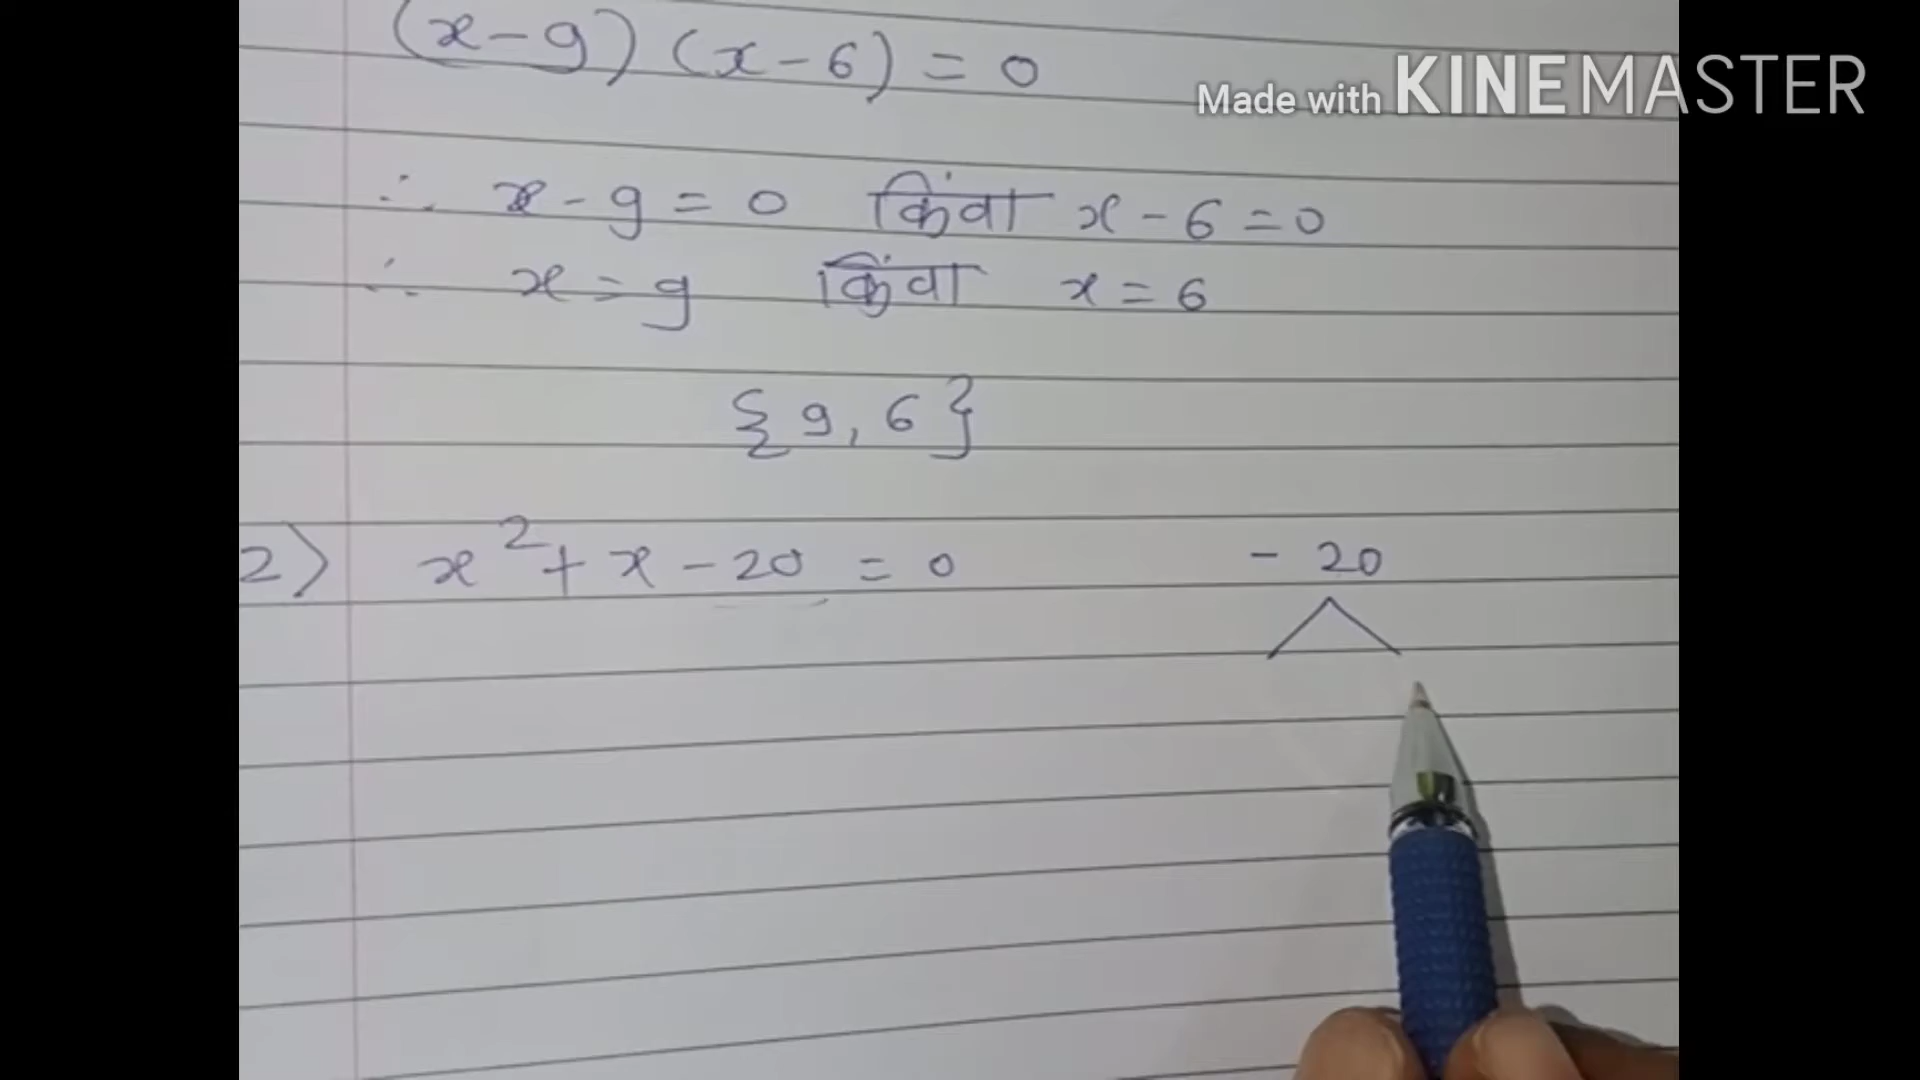 (x-9) (x-6) = 0
Made with KINEMASTER
∴ x-9 = 0 किंवा x-6=0
∴ x = 9 किंवा x = 6
{9, 6}
2) x²+x-20 = 0
- 20